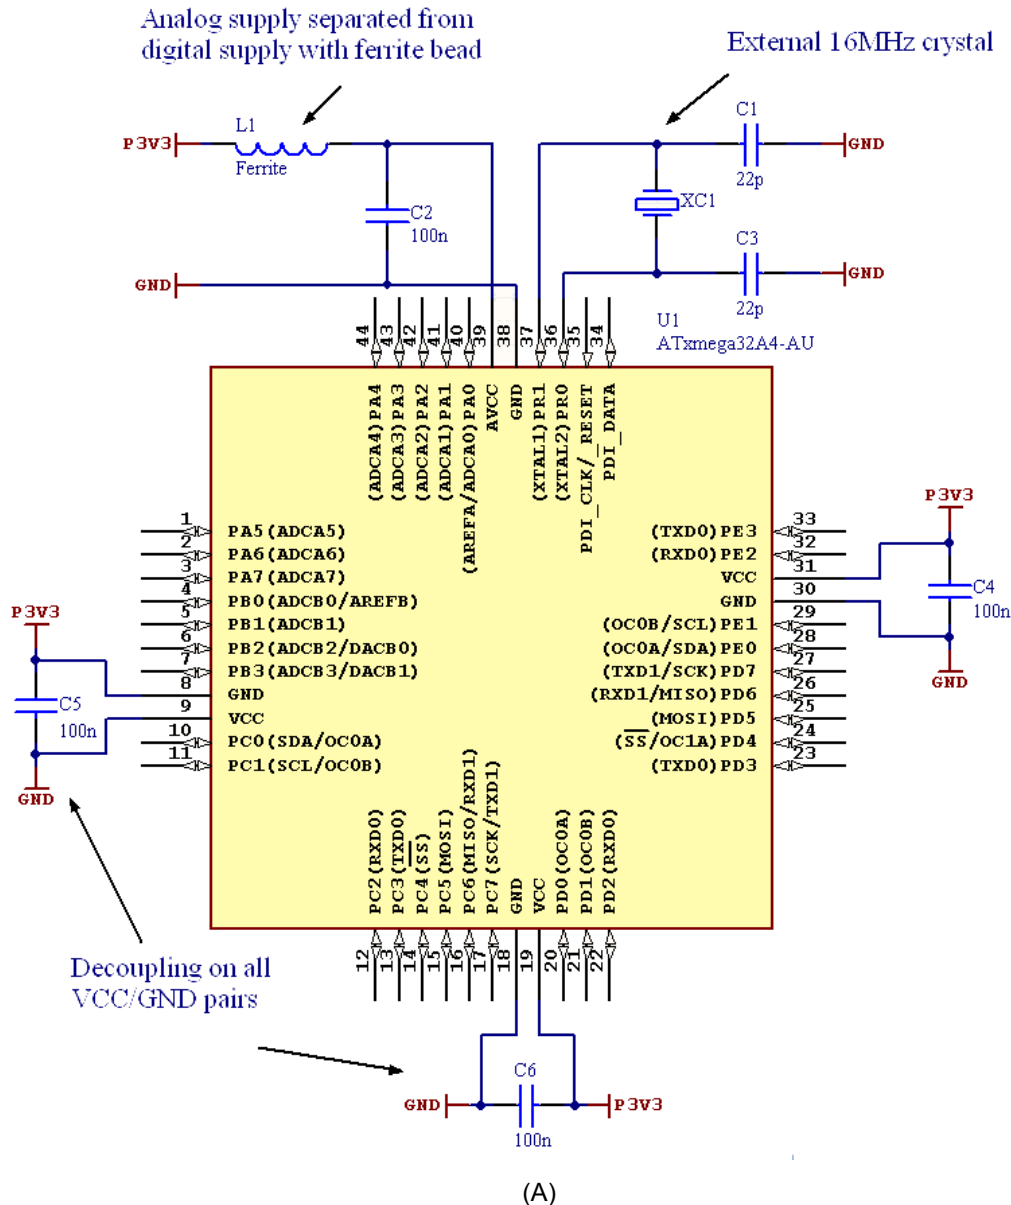 Analog supply separated from
digital supply with ferrite bead
External 16MHz crystal
P3V3
L1
Ferrite
C2
100n
GND
C1
22p
GND
XC1
C3
22p
GND
U1
ATxmega32A4-AU
44
43
42
41
40
39
38
37
36
35
34
(ADCA4)PA4
(ADCA3)PA3
(ADCA2)PA2
(ADCA1)PA1
(AREFA/ADCA0)PA0
AVCC
GND
(XTAL1)PR1
(XTAL2)PR0
PDI_CLK/_RESET
PDI_DATA
1 PA5(ADCA5)
2 PA6(ADCA6)
3 PA7(ADCA7)
4 PB0(ADCB0/AREFB)
5 PB1(ADCB1)
6 PB2(ADCB2/DACB0)
7 PB3(ADCB3/DACB1)
8 GND
9 VCC
10 PC0(SDA/OC0A)
11 PC1(SCL/OC0B)
(TXD0)PE3 33
(RXD0)PE2 32
VCC 31
GND 30
(OC0B/SCL)PE1 29
(OC0A/SDA)PE0 28
(TXD1/SCK)PD7 27
(RXD1/MISO)PD6 26
(MOSI)PD5 25
(SS/OC1A)PD4 24
(TXD0)PD3 23
P3V3
C4
100n
GND
P3V3
C5
100n
GND
PC2(RXD0)
PC3(TXD0)
PC4(SS)
PC5(MOSI)
PC6(MISO/RXD1)
PC7(SCK/TXD1)
GND
VCC
PD0(OC0A)
PD1(OC0B)
PD2(RXD0)
12
13
14
15
16
17
18
19
20
21
22
Decoupling on all
VCC/GND pairs
C6
GND
P3V3
100n
(A)